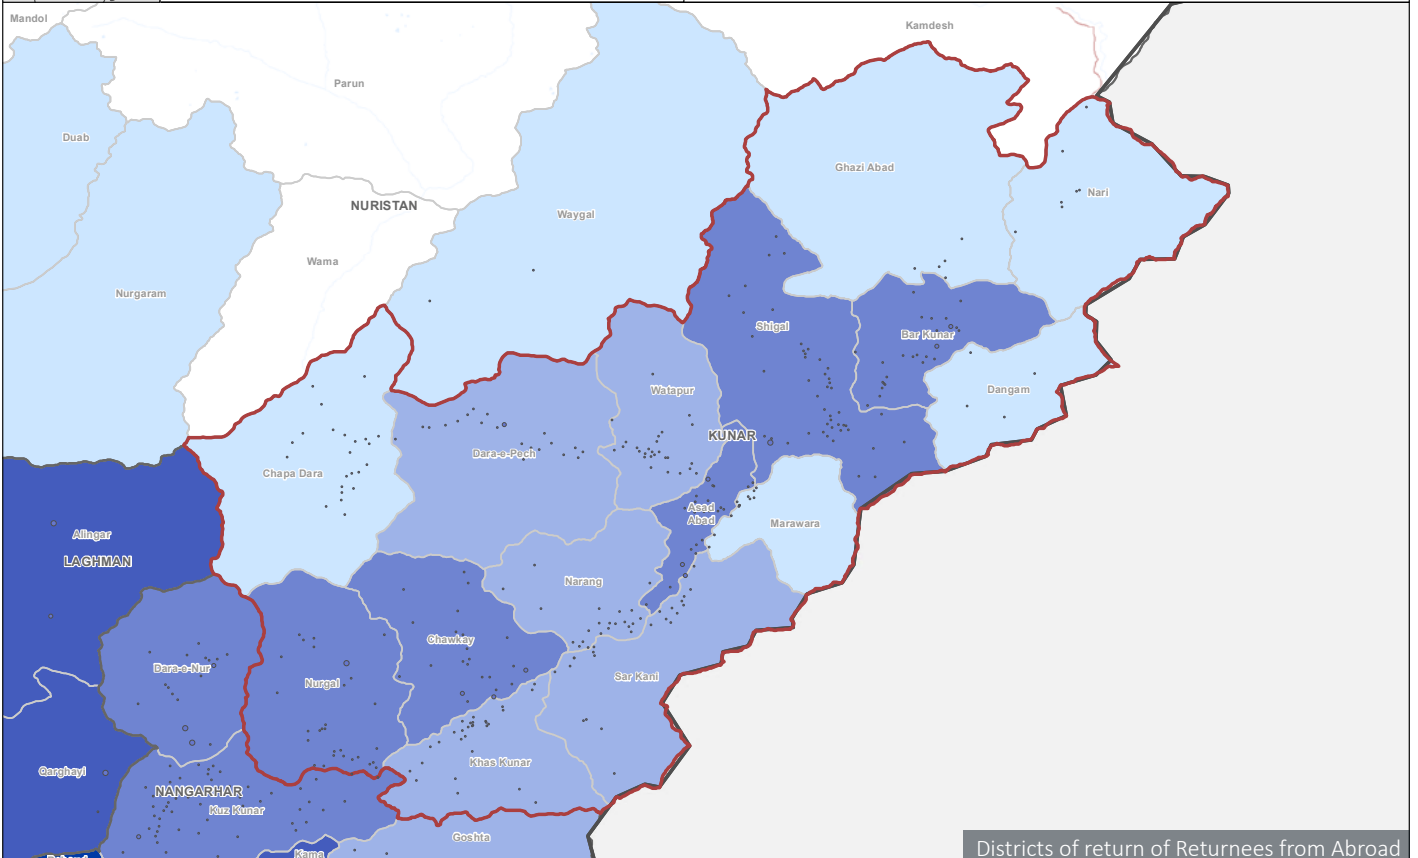 Mandol
Kamdesh
Parun
Duab
Ghazi Abad
Nari
NURISTAN
Waygal
Wama
Nurgaram
Shigal
Bar Kunar
Watapur
Dangam
KUNAR
Dara-e-Pech
Chapa Dara
Asad
Abad
Marawara
Alingar
LAGHMAN
Narang
Chawkay
Dara-e-Nur
Nurgal
Sar Kani
Qarghayi
Khas Kunar
NANGARHAR
Kuz Kunar
Goshta
Kama
Districts of return of Returnees from Abroad